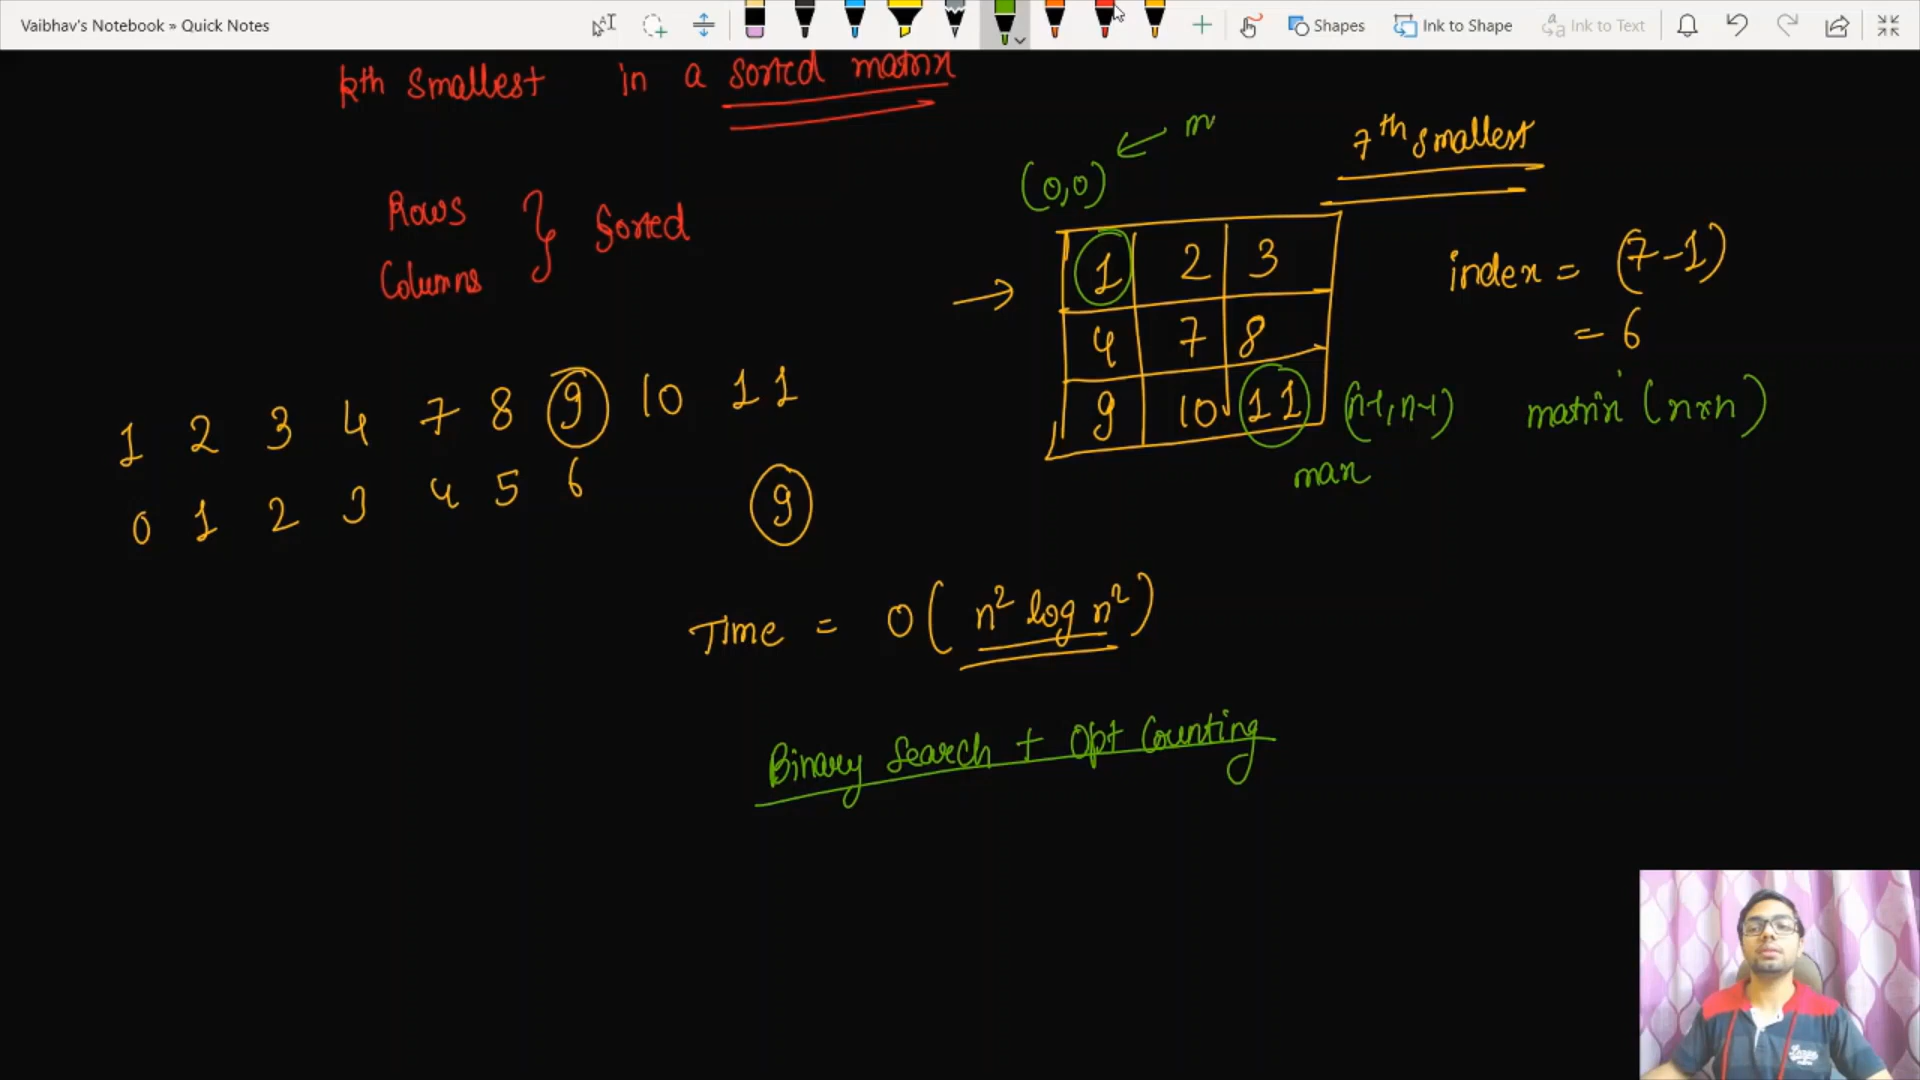 Vaibhav's Notebook » Quick Notes
Shapes
Ink to Shape
Ink to Text
kth smallest in a sorted matrix
Rows
Columns
} sorted
(0,0) ← m
7th smallest
1 2 3
4 7 8
9 10 11
index = (7-1)
= 6
(n-1, n-1)
matrix (n×n)
max
1 2 3 4 7 8 9 10 11
0 1 2 3 4 5 6
9
Time = O( n² log n² )
Binary Search + Opt Counting